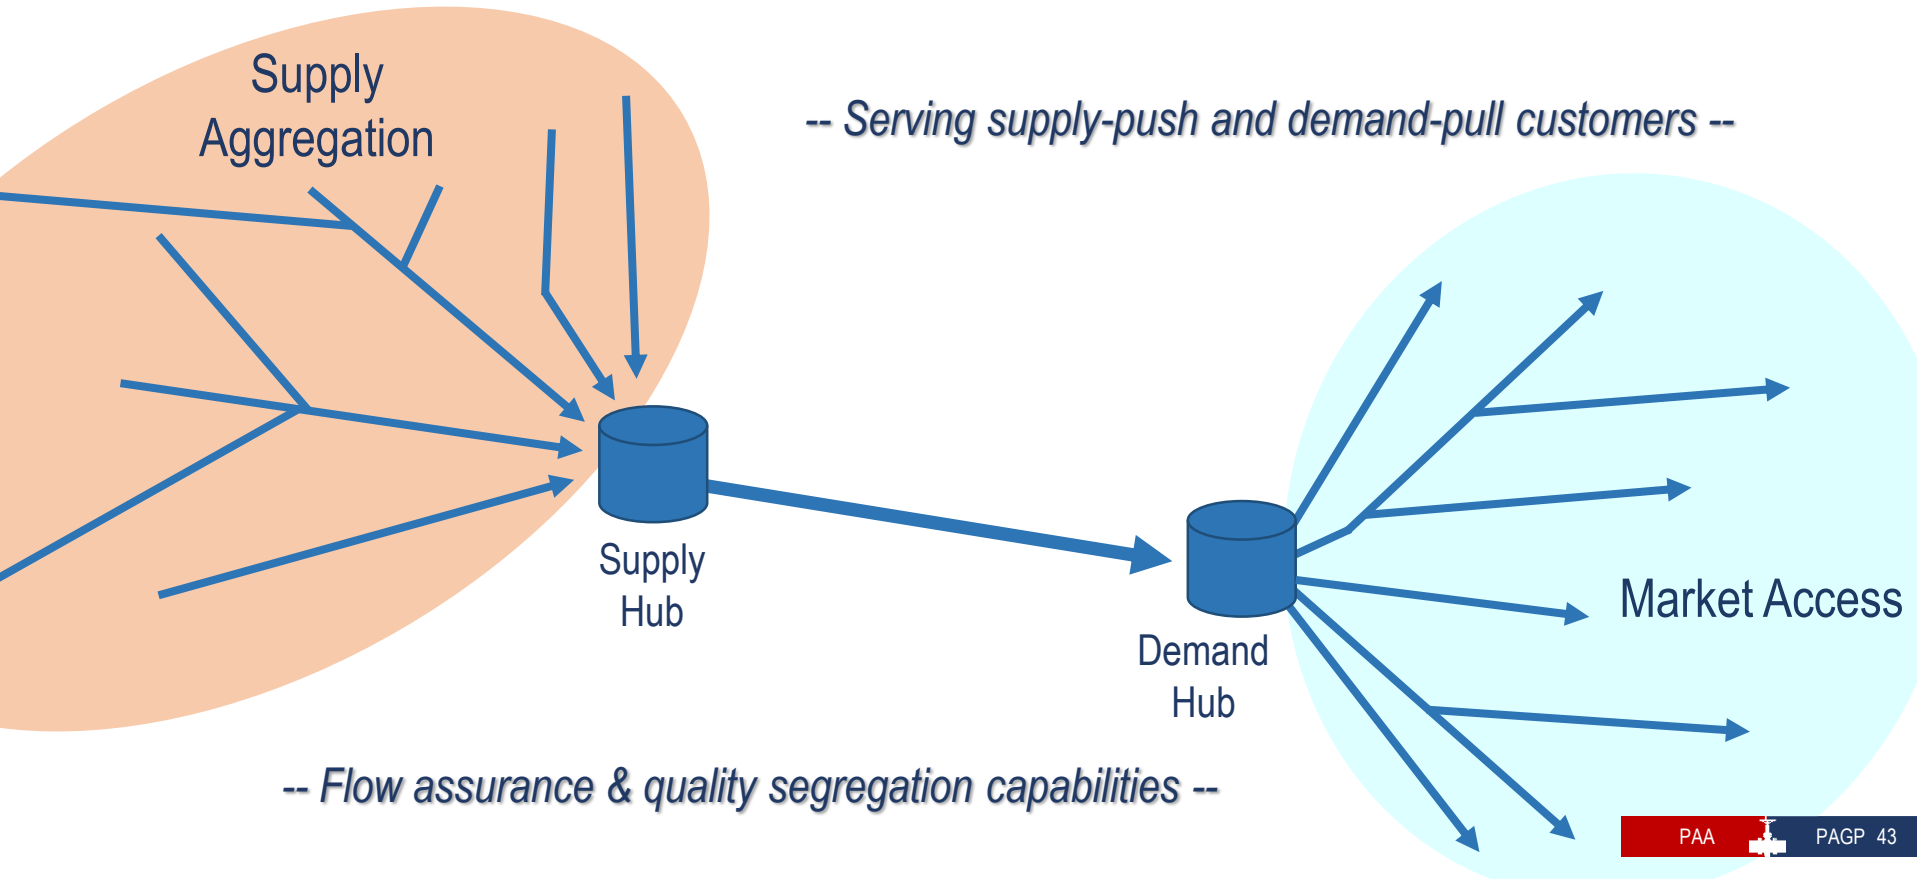 Supply
Aggregation
-- Serving supply-push and demand-pull customers --
Supply
Hub
Market Access
Demand
Hub
-- Flow assurance & quality segregation capabilities --
PAA PAGP 43